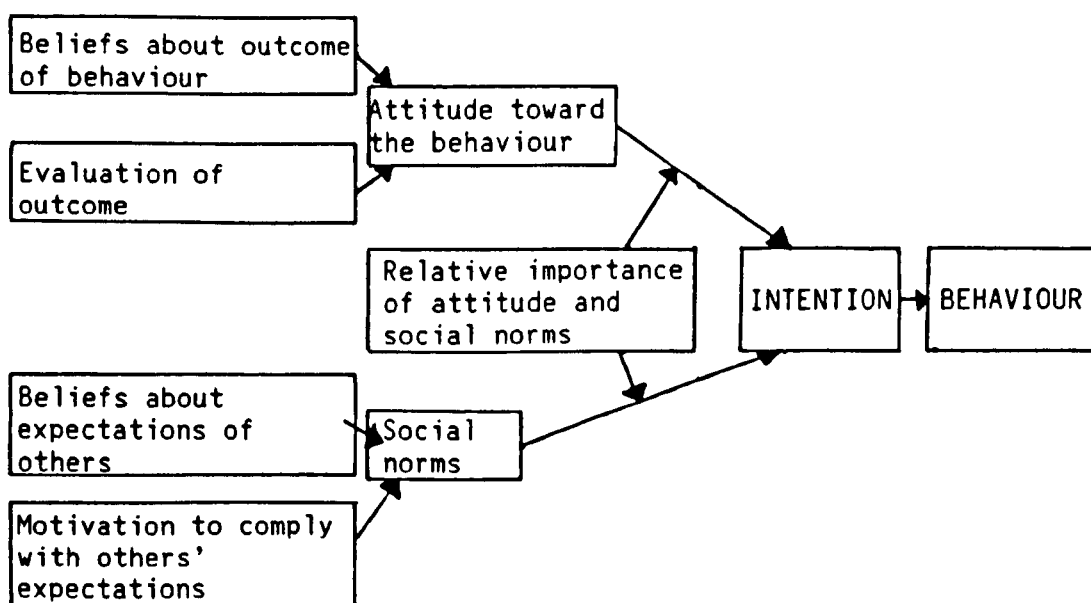 Beliefs about outcome
of behaviour
Attitude toward
the behaviour
Evaluation of
outcome
Relative importance
of attitude and
social norms
INTENTION
BEHAVIOUR
Beliefs about
expectations of
others
Social
norms
Motivation to comply
with others'
expectations